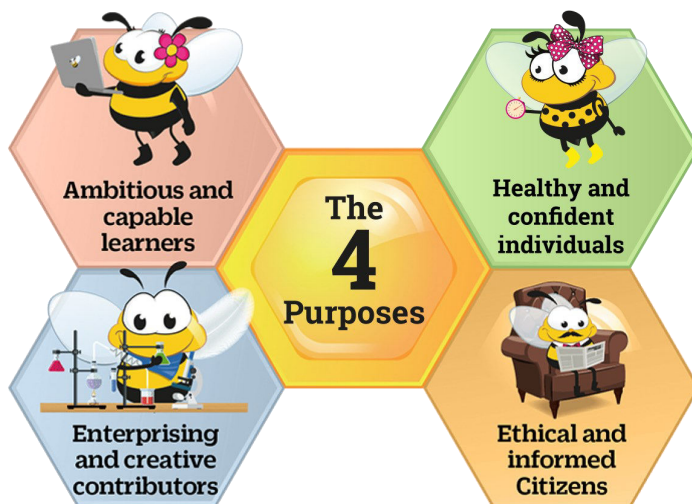 Ambitious and
capable
learners
Healthy and
confident
individuals
The
4
Purposes
Enterprising
and creative
contributors
Ethical and
informed
Citizens